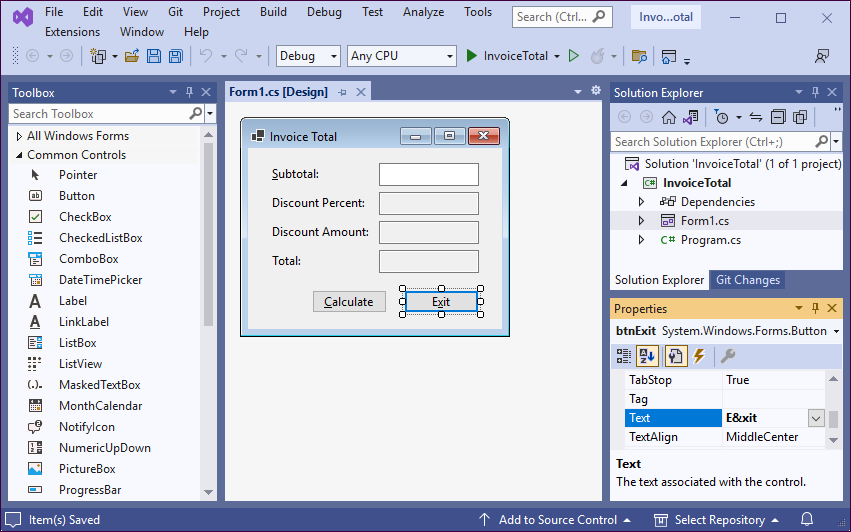 File Edit View Git Project Build Debug Test Analyze Tools Search (Ctrl... Invo...otal
Extensions Window Help
Debug Any CPU InvoiceTotal
Toolbox
Search Toolbox
All Windows Forms
Common Controls
Pointer
Button
CheckBox
CheckedListBox
ComboBox
DateTimePicker
Label
LinkLabel
ListBox
ListView
MaskedTextBox
MonthCalendar
NotifyIcon
NumericUpDown
PictureBox
ProgressBar
Form1.cs [Design]
Invoice Total
Subtotal:
Discount Percent:
Discount Amount:
Total:
Calculate Exit
Solution Explorer
Search Solution Explorer (Ctrl+;)
Solution 'InvoiceTotal' (1 of 1 project)
InvoiceTotal
Dependencies
Form1.cs
C# Program.cs
Solution Explorer Git Changes
Properties
btnExit System.Windows.Forms.Button
TabStop True
Tag
Text E&xit
TextAlign MiddleCenter
Text
The text associated with the control.
Item(s) Saved Add to Source Control Select Repository